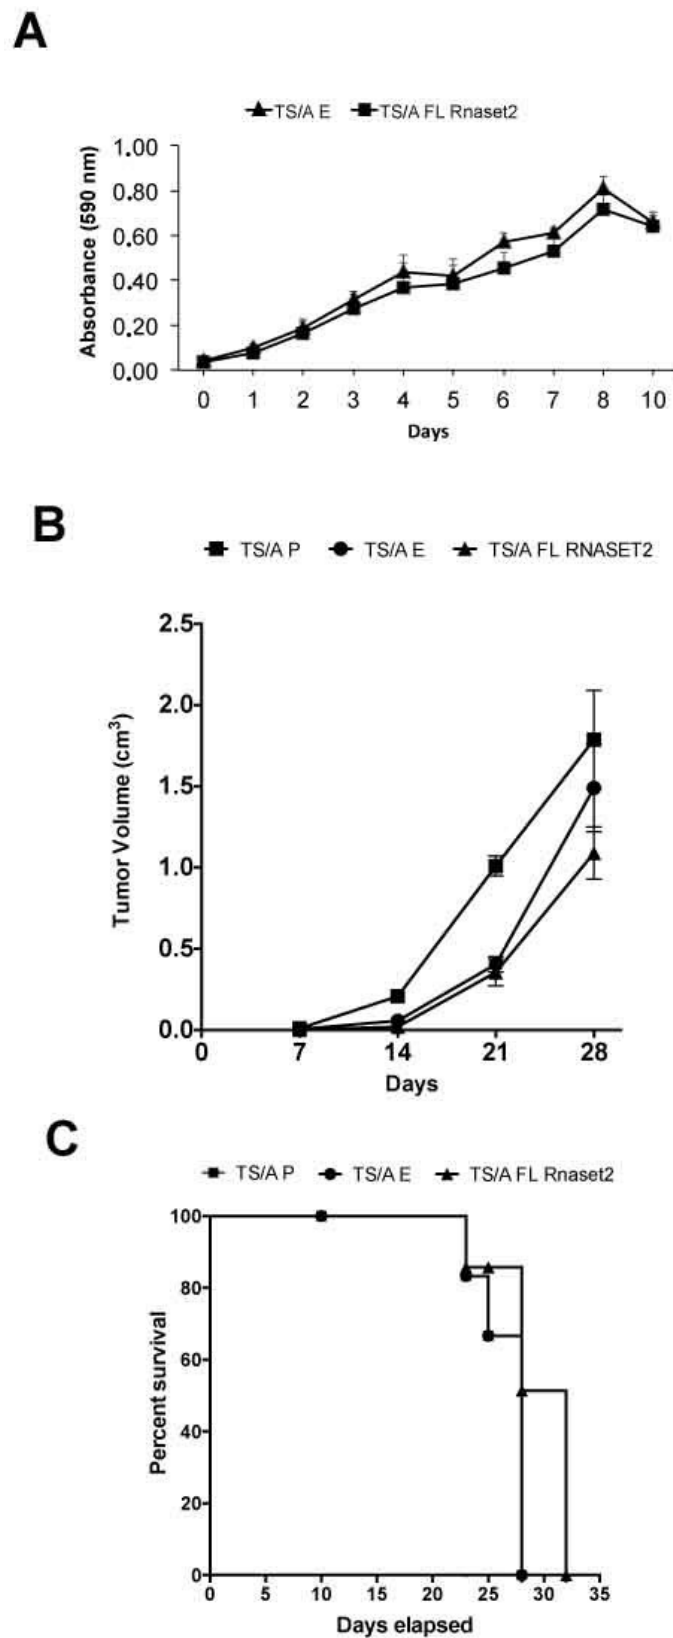 A
TS/A E TS/A FL Rnaset2
1.00
0.80
0.60
0.40
0.20
0.00
Absorbance (590 nm)
0 1 2 3 4 5 6 7 8 10
Days
B
TS/A P TS/A E TS/A FL RNASET2
2.5
2.0
1.5
1.0
0.5
0.0
Tumor Volume (cm³)
0 7 14 21 28
Days
C
TS/A P TS/A E TS/A FL Rnaset2
100
80
60
40
20
0
Percent survival
0 5 10 15 20 25 30 35
Days elapsed